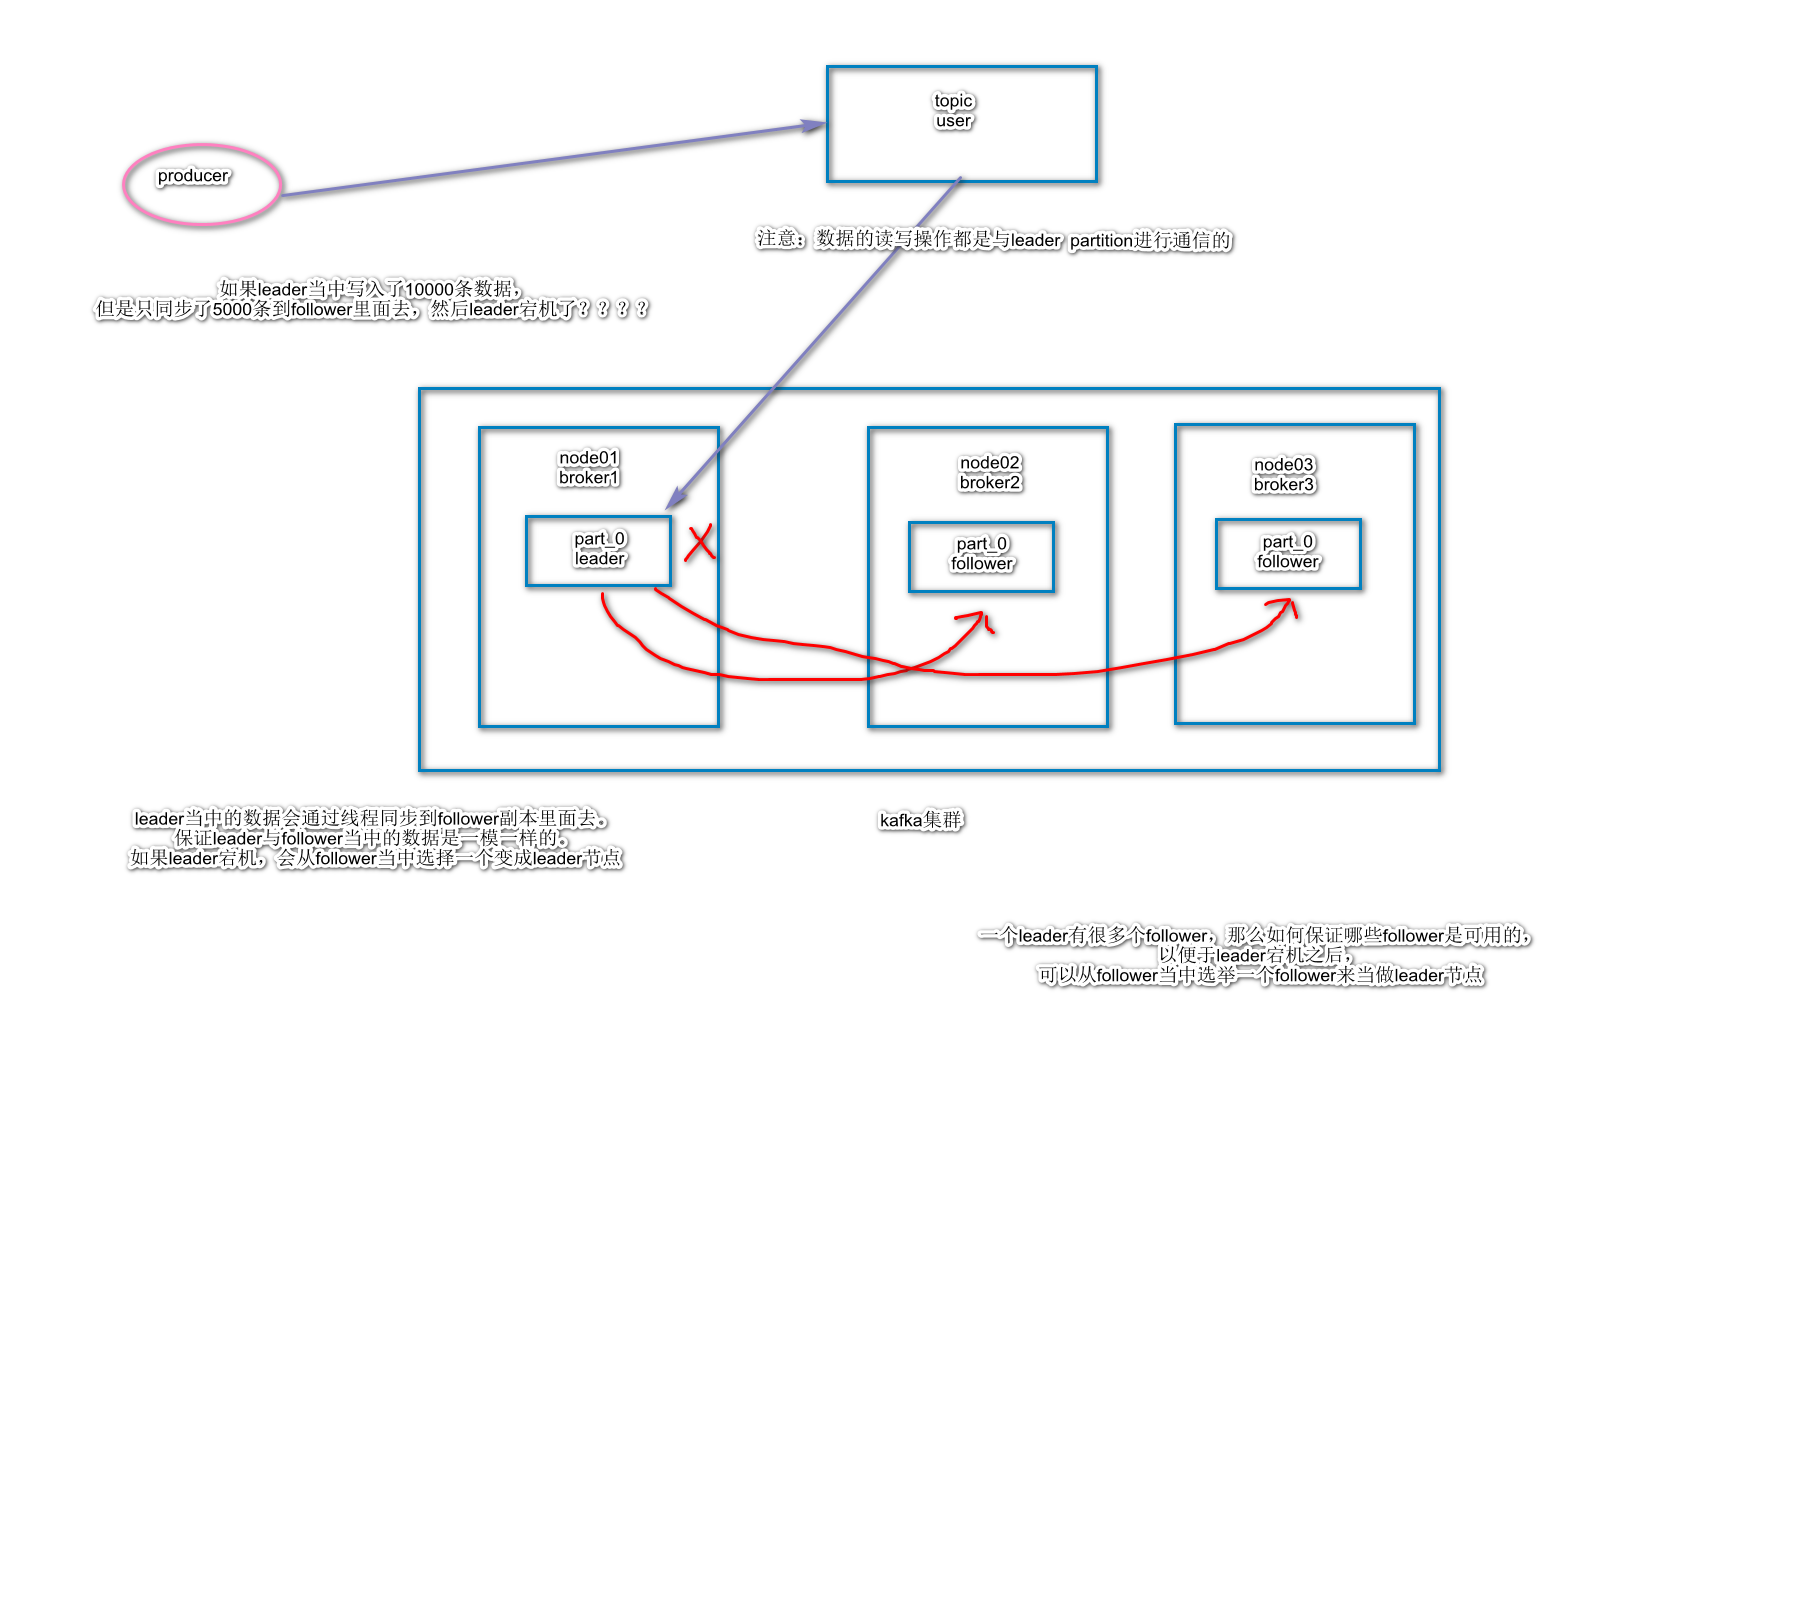 topic
user
producer
注意：数据的读写操作都是与leader  partition进行通信的
如果leader当中写入了10000条数据，
但是只同步了5000条到follower里面去，然后leader宕机了？？？？
node01
broker1
node02
broker2
node03
broker3
part_0
leader
part_0
follower
part_0
follower
leader当中的数据会通过线程同步到follower副本里面去。
保证leader与follower当中的数据是一模一样的。
如果leader宕机，会从follower当中选择一个变成leader节点
kafka集群
一个leader有很多个follower，那么如何保证哪些follower是可用的，
以便于leader宕机之后，
可以从follower当中选举一个follower来当做leader节点